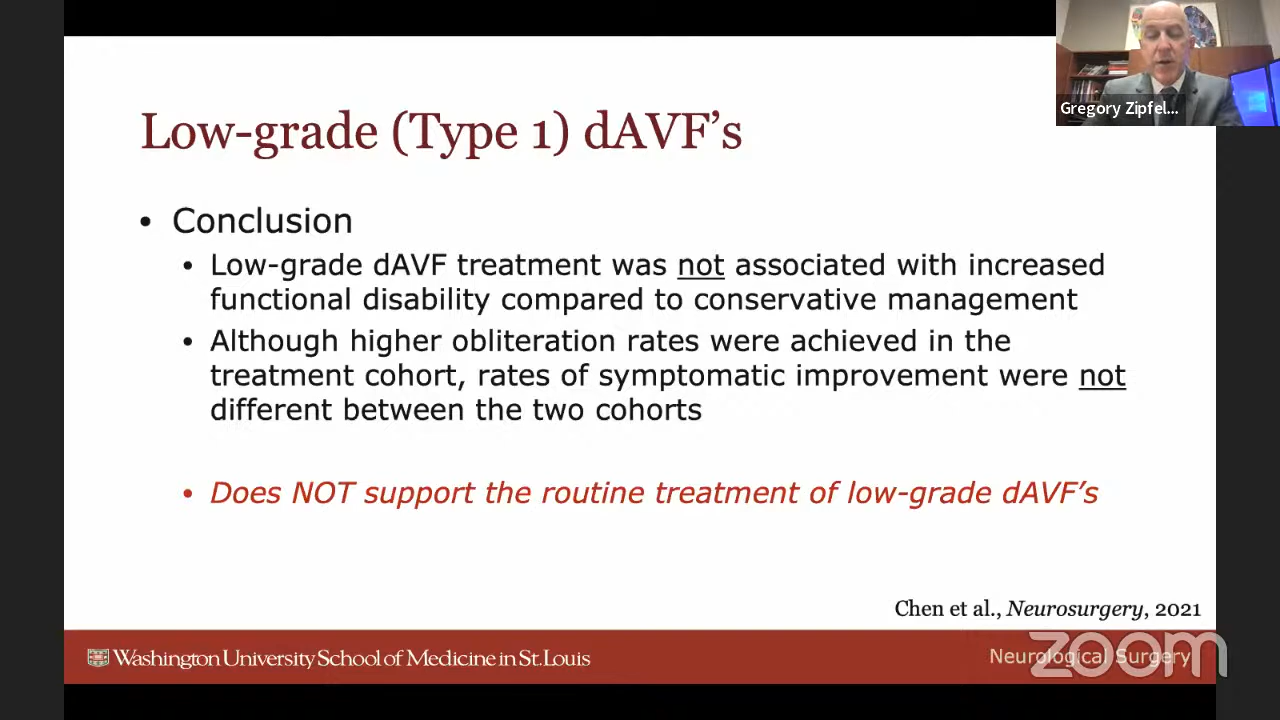 Gregory Zipfel...
Low-grade (Type 1) dAVF's
• Conclusion
• Low-grade dAVF treatment was not associated with increased
functional disability compared to conservative management
• Although higher obliteration rates were achieved in the
treatment cohort, rates of symptomatic improvement were not
different between the two cohorts
• Does NOT support the routine treatment of low-grade dAVF's
Chen et al., Neurosurgery, 2021
Washington University School of Medicine in St. Louis
Neurological Surgery
zoom